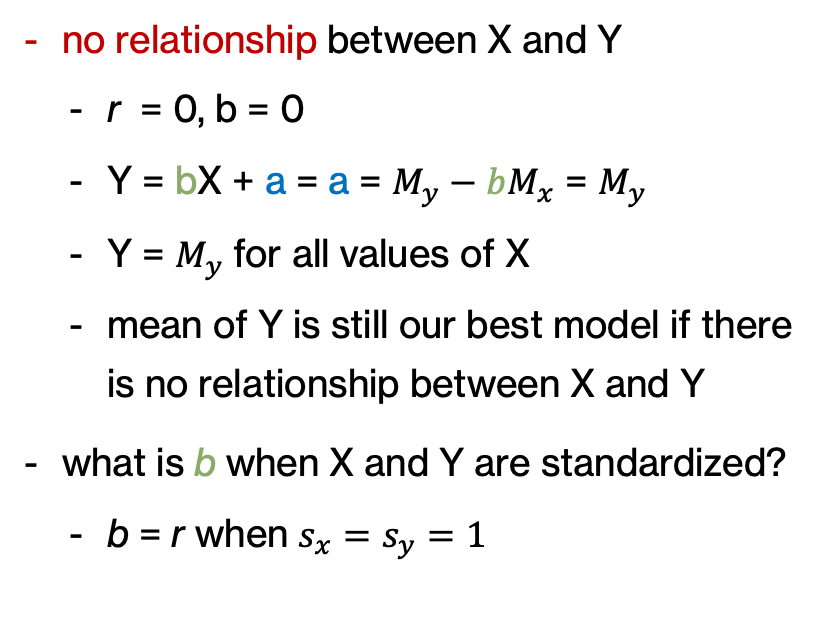 - no relationship between X and Y
- r = 0, b = 0
- Y = bX + a = a = M_y − bM_x = M_y
- Y = M_y for all values of X
- mean of Y is still our best model if there
is no relationship between X and Y
- what is b when X and Y are standardized?
- b = r when s_x = s_y = 1